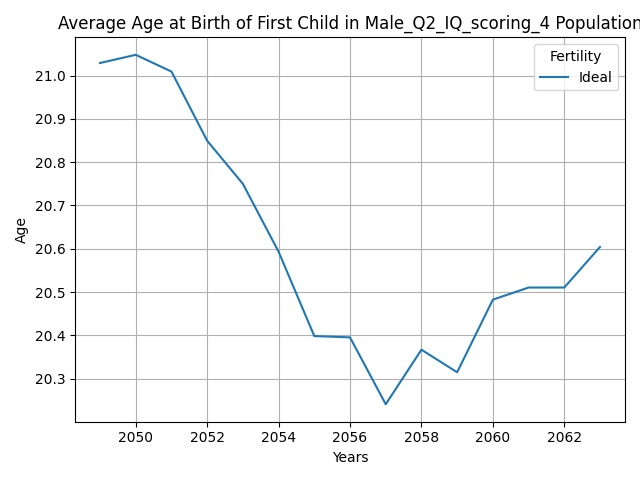 Average Age at Birth of First Child in Male_Q2_IQ_scoring_4 Population
Fertility
Ideal
21.0
20.9
20.8
20.7
20.6
20.5
20.4
20.3
Age
2050 2052 2054 2056 2058 2060 2062
Years